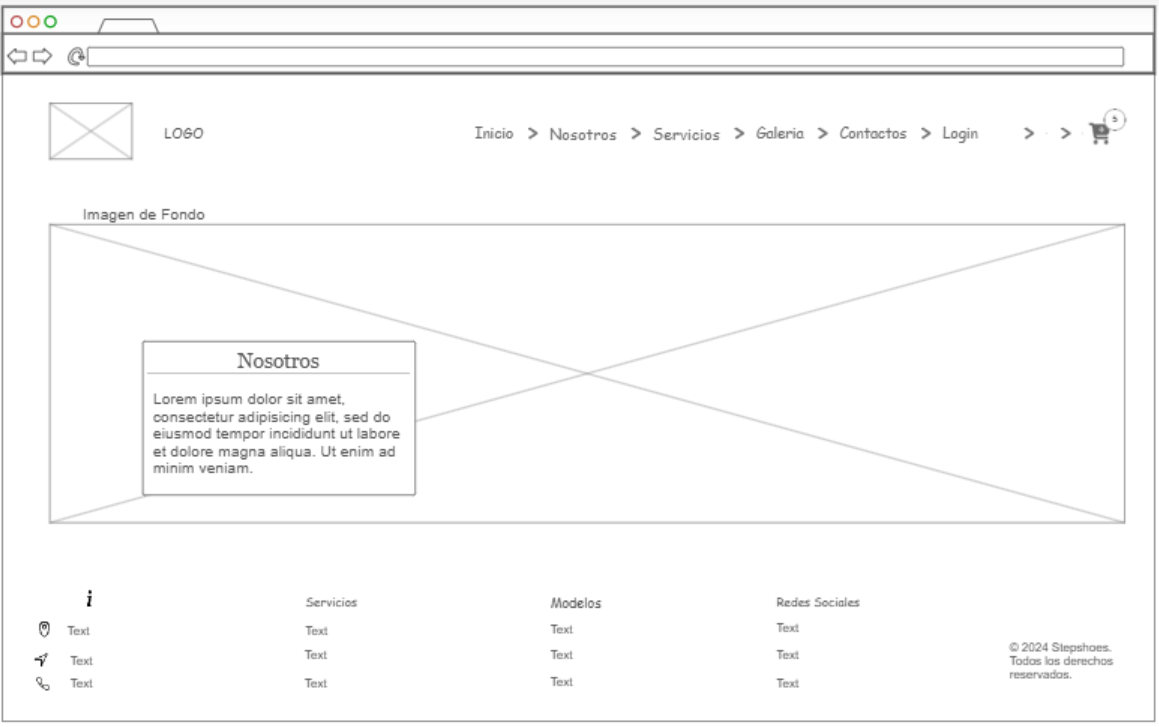 LOGO
Inicio > Nosotros > Servicios > Galeria > Contactos > Login > > 5
Imagen de Fondo
Nosotros
Lorem ipsum dolor sit amet,
consectetur adipisicing elit, sed do
eiusmod tempor incididunt ut labore
et dolore magna aliqua. Ut enim ad
minim veniam.
i
Text
Text
Text
Servicios
Text
Text
Text
Modelos
Text
Text
Text
Redes Sociales
Text
Text
Text
© 2024 Stepshoes.
Todos los derechos
reservados.